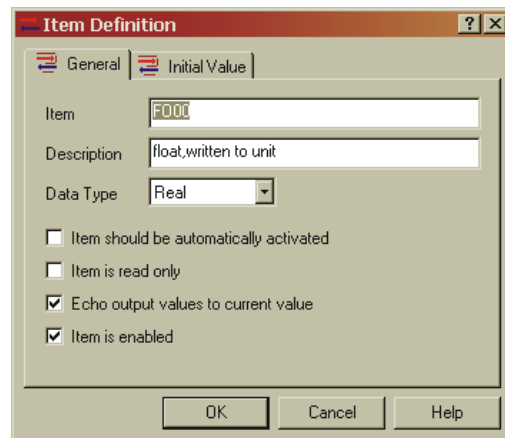 Item Definition
General
Initial Value
Item
FO00
Description
float,written to unit
Data Type
Real
Item should be automatically activated
Item is read only
Echo output values to current value
Item is enabled
OK
Cancel
Help